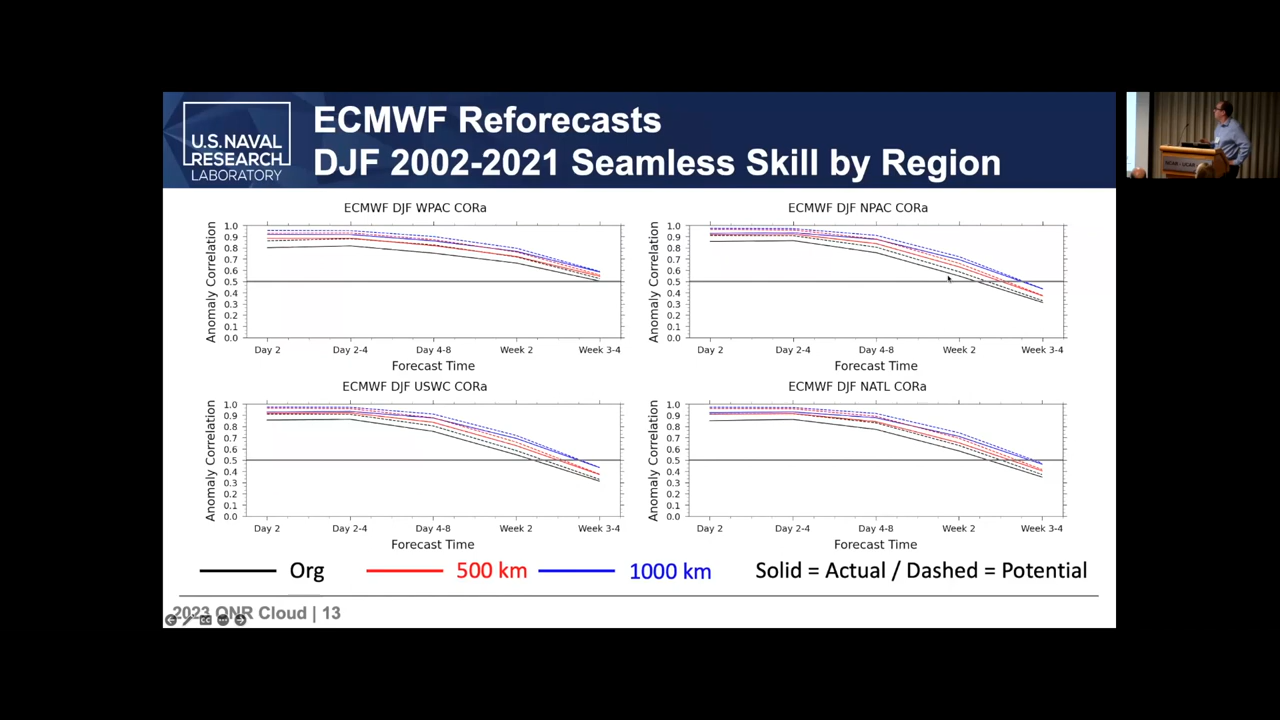 U.S. NAVAL
RESEARCH
LABORATORY
ECMWF Reforecasts
DJF 2002-2021 Seamless Skill by Region
ECMWF DJF WPAC CORa
Anomaly Correlation
1.0
0.9
0.8
0.7
0.6
0.5
0.4
0.3
0.2
0.1
0.0
Day 2 Day 2-4 Day 4-8 Week 2 Week 3-4
Forecast Time
ECMWF DJF NPAC CORa
Anomaly Correlation
1.0
0.9
0.8
0.7
0.6
0.5
0.4
0.3
0.2
0.1
0.0
Day 2 Day 2-4 Day 4-8 Week 2 Week 3-4
Forecast Time
ECMWF DJF USWC CORa
Anomaly Correlation
1.0
0.9
0.8
0.7
0.6
0.5
0.4
0.3
0.2
0.1
0.0
Day 2 Day 2-4 Day 4-8 Week 2 Week 3-4
Forecast Time
ECMWF DJF NATL CORa
Anomaly Correlation
1.0
0.9
0.8
0.7
0.6
0.5
0.4
0.3
0.2
0.1
0.0
Day 2 Day 2-4 Day 4-8 Week 2 Week 3-4
Forecast Time
Org 500 km 1000 km Solid = Actual / Dashed = Potential
2023 ONR Cloud | 13